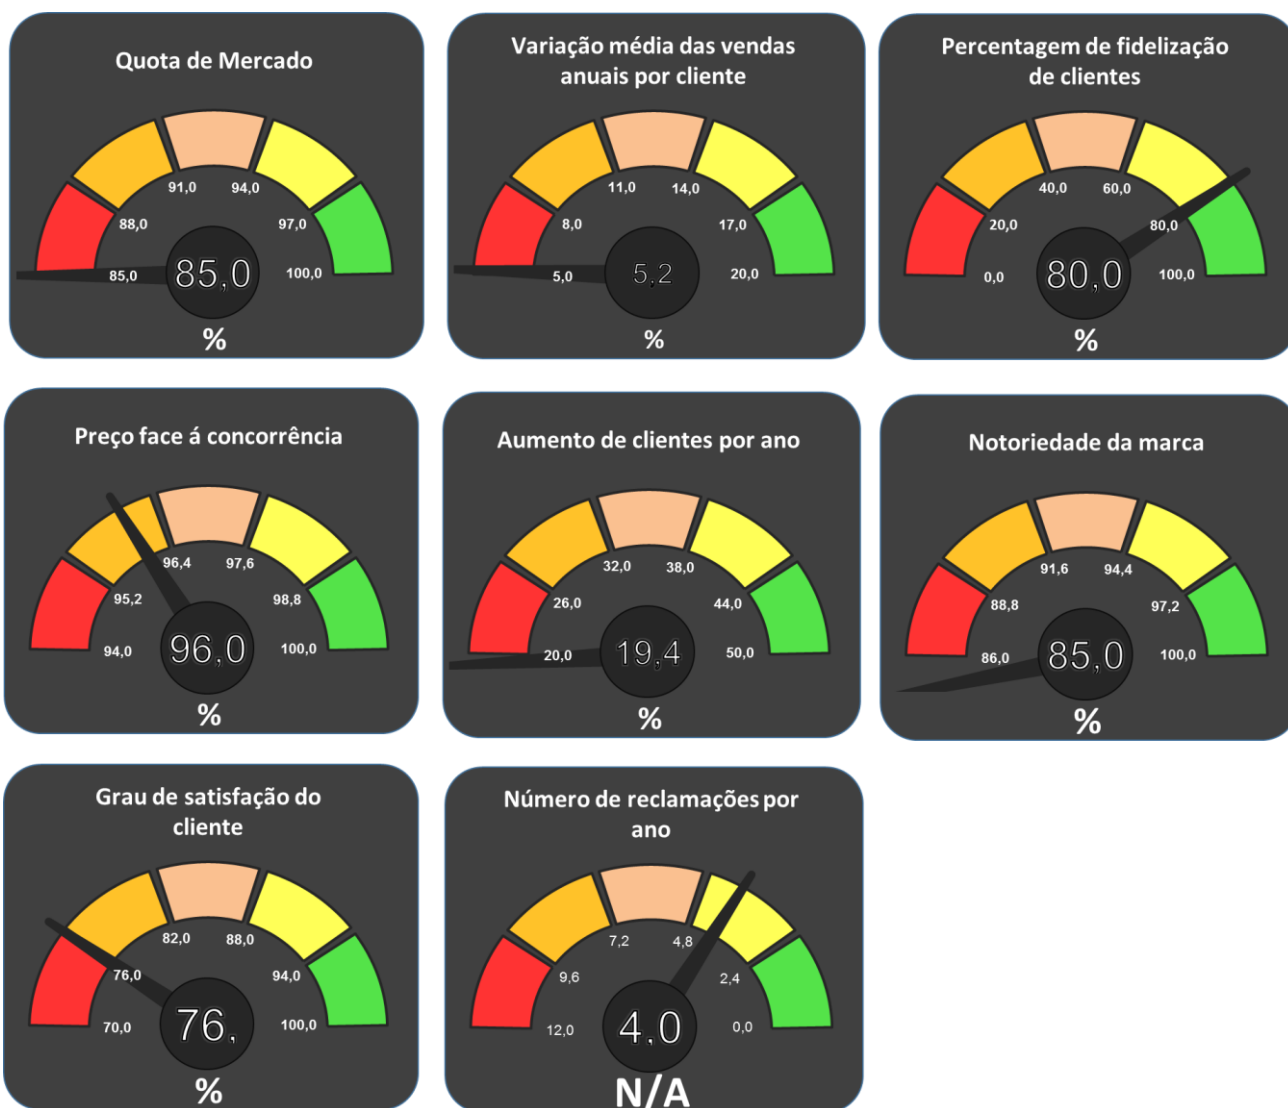 Quota de Mercado
91,0 94,0
88,0 97,0
85,0 85,0 100,0
%
Variação média das vendas
anuais por cliente
11,0 14,0
8,0 17,0
5,0 5,2 20,0
%
Percentagem de fidelização
de clientes
40,0 60,0
20,0 80,0
0,0 80,0 100,0
%
Preço face á concorrência
96,4 97,6
95,2 98,8
94,0 96,0 100,0
%
Aumento de clientes por ano
32,0 38,0
26,0 44,0
20,0 19,4 50,0
%
Notoriedade da marca
91,6 94,4
88,8 97,2
86,0 85,0 100,0
%
Grau de satisfação do
cliente
82,0 88,0
76,0 94,0
70,0 76, 100,0
%
Número de reclamações por
ano
7,2 4,8
9,6 2,4
12,0 4,0 0,0
N/A